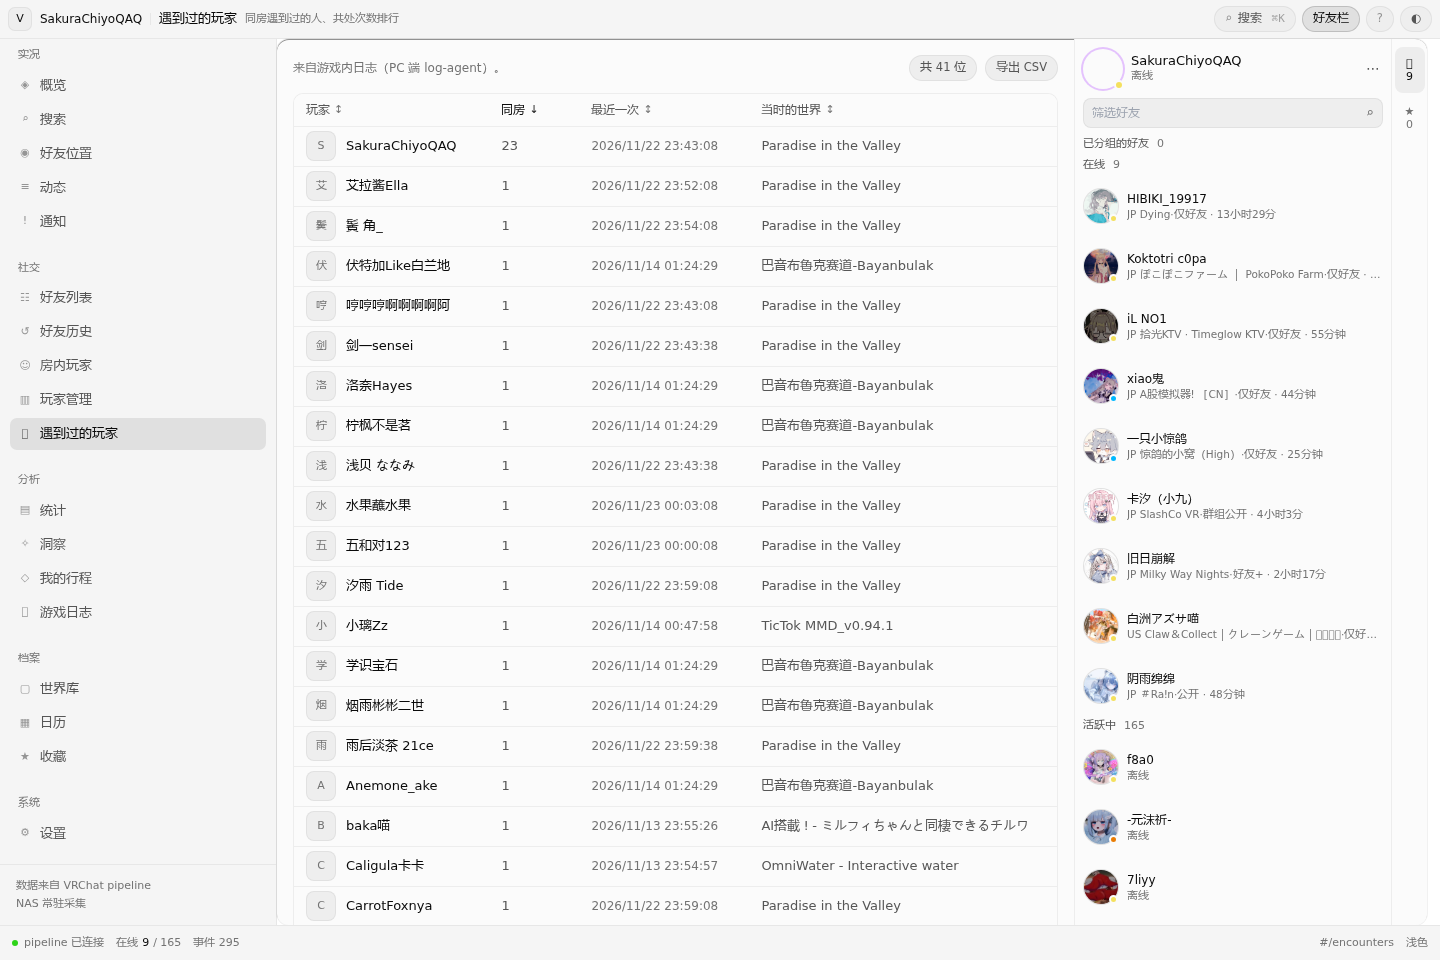 V SakuraChiyoQAQ 遇到过的玩家 同房遇到过的人、共处次数排行 搜索 ⌘K 好友栏 ?
实况
概览
搜索
好友位置
动态
通知
社交
好友列表
好友历史
房内玩家
玩家管理
遇到过的玩家
分析
统计
洞察
我的行程
游戏日志
档案
世界库
日历
收藏
系统
设置
数据来自 VRChat pipeline
NAS 常驻采集
来自游戏内日志（PC 端 log-agent）。 共 41 位 导出 CSV
玩家 ↕ 同房 ↓ 最近一次 ↕ 当时的世界 ↕
S SakuraChiyoQAQ 23 2026/11/22 23:43:08 Paradise in the Valley
艾 艾拉酱Ella 1 2026/11/22 23:52:08 Paradise in the Valley
鬓 鬓 角_ 1 2026/11/22 23:54:08 Paradise in the Valley
伏 伏特加Like白兰地 1 2026/11/14 01:24:29 巴音布鲁克赛道-Bayanbulak
哼 哼哼哼啊啊啊啊阿 1 2026/11/22 23:43:08 Paradise in the Valley
剑 剑一sensei 1 2026/11/22 23:43:38 Paradise in the Valley
洛 洛奈Hayes 1 2026/11/14 01:24:29 巴音布鲁克赛道-Bayanbulak
柠 柠枫不是茗 1 2026/11/14 01:24:29 巴音布鲁克赛道-Bayanbulak
浅 浅贝 ななみ 1 2026/11/22 23:43:38 Paradise in the Valley
水 水果蘸水果 1 2026/11/23 00:03:08 Paradise in the Valley
五 五和对123 1 2026/11/23 00:00:08 Paradise in the Valley
汐 汐雨 Tide 1 2026/11/22 23:59:08 Paradise in the Valley
小 小璃Zz 1 2026/11/14 00:47:58 TicTok MMD_v0.94.1
学 学识宝石 1 2026/11/14 01:24:29 巴音布鲁克赛道-Bayanbulak
烟 烟雨彬彬二世 1 2026/11/14 01:24:29 巴音布鲁克赛道-Bayanbulak
雨 雨后淡茶 21ce 1 2026/11/22 23:59:38 Paradise in the Valley
A Anemone_ake 1 2026/11/14 01:24:29 巴音布鲁克赛道-Bayanbulak
B baka喵 1 2026/11/13 23:55:26 AI搭載！- ミルフィちゃんと同棲できるチルワ
C Caligula卡卡 1 2026/11/13 23:54:57 OmniWater - Interactive water
C CarrotFoxnya 1 2026/11/22 23:59:08 Paradise in the Valley
SakuraChiyoQAQ ...
离线
筛选好友
已分组的好友 0
在线 9
HIBIKI_19917
JP Dying·仅好友 · 13小时29分
Koktotri c0pa
JP ぽこぽこファーム ｜ PokoPoko Farm·仅好友 · ...
iL NO1
JP 拾光KTV · Timeglow KTV·仅好友 · 55分钟
xiao鬼
JP A股模拟器！［CN］·仅好友 · 44分钟
一只小惊鸽
JP 惊鸽的小窝（High）·仅好友 · 25分钟
卡汐（小九）
JP SlashCo VR·群组公开 · 4小时3分
旧日崩解
JP Milky Way Nights·好友+ · 2小时17分
白洲アズサ喵
US Claw＆Collect｜クレーンゲーム｜·仅好...
阴雨绵绵
JP ＃Ra!n·公开 · 48分钟
活跃中 165
f8a0
离线
-元沫祈-
离线
7liyy
离线
9
★
0
pipeline 已连接 在线 9 / 165 事件 295 #/encounters 浅色